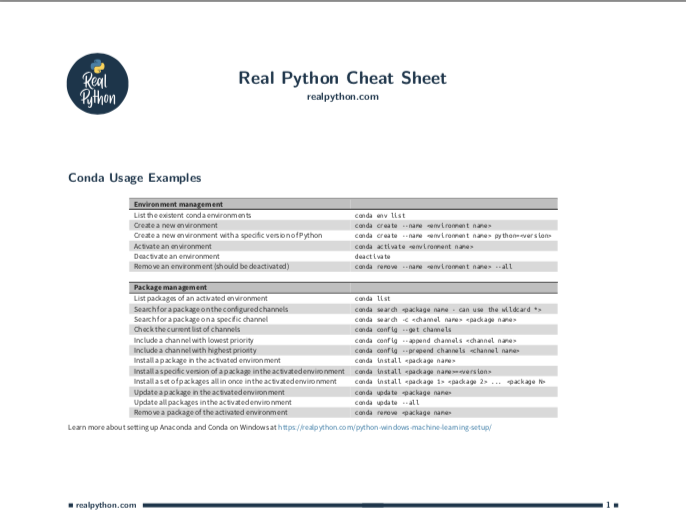 Real
Python
Real Python Cheat Sheet
realpython.com
Conda Usage Examples
Environment management
List the existent conda environments conda env list
Create a new environment conda create --name <environment name>
Create a new environment with a specific version of Python conda create --name <environment name> python=<version>
Activate an environment conda activate <environment name>
Deactivate an environment deactivate
Remove an environment (should be deactivated) conda remove --name <environment name> --all
Package management
List packages of an activated environment conda list
Search for a package on the configured channels conda search <package name - can use the wildcard *>
Search for a package on a specific channel conda search -c <channel name> <package name>
Check the current list of channels conda config --get channels
Include a channel with lowest priority conda config --append channels <channel name>
Include a channel with highest priority conda config --prepend channels <channel name>
Install a package in the activated environment conda install <package name>
Install a specific version of a package in the activated environment conda install <package name>=<version>
Install a set of packages all in once in the activated environment conda install <package 1> <package 2> ... <package N>
Update a package in the activated environment conda update <package name>
Update all packages in the activated environment conda update --all
Remove a package of the activated environment conda remove <package name>
Learn more about setting up Anaconda and Conda on Windows at https://realpython.com/python-windows-machine-learning-setup/
realpython.com 1